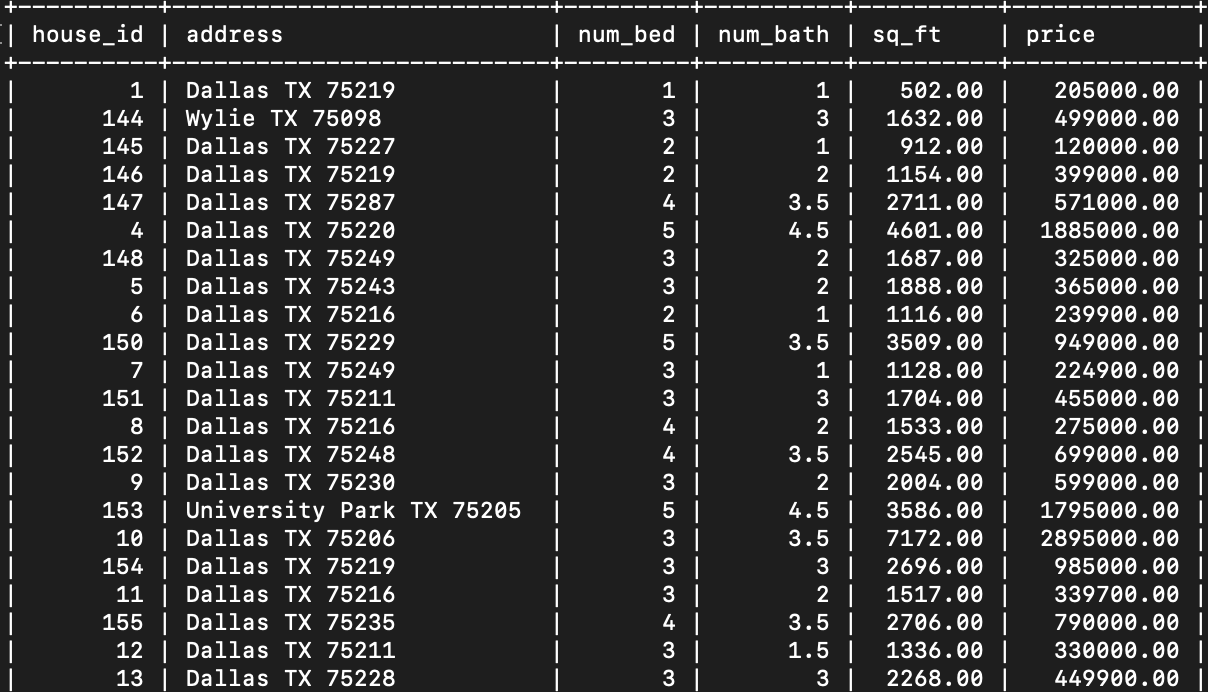 +----------+---------------------------+---------+----------+----------+-------------+
| house_id | address                   | num_bed | num_bath | sq_ft    | price       |
+----------+---------------------------+---------+----------+----------+-------------+
|        1 | Dallas TX 75219           |       1 |        1 |   502.00 |   205000.00 |
|      144 | Wylie TX 75098            |       3 |        3 |  1632.00 |   499000.00 |
|      145 | Dallas TX 75227           |       2 |        1 |   912.00 |   120000.00 |
|      146 | Dallas TX 75219           |       2 |        2 |  1154.00 |   399000.00 |
|      147 | Dallas TX 75287           |       4 |      3.5 |  2711.00 |   571000.00 |
|        4 | Dallas TX 75220           |       5 |      4.5 |  4601.00 |  1885000.00 |
|      148 | Dallas TX 75249           |       3 |        2 |  1687.00 |   325000.00 |
|        5 | Dallas TX 75243           |       3 |        2 |  1888.00 |   365000.00 |
|        6 | Dallas TX 75216           |       2 |        1 |  1116.00 |   239900.00 |
|      150 | Dallas TX 75229           |       5 |      3.5 |  3509.00 |   949000.00 |
|        7 | Dallas TX 75249           |       3 |        1 |  1128.00 |   224900.00 |
|      151 | Dallas TX 75211           |       3 |        3 |  1704.00 |   455000.00 |
|        8 | Dallas TX 75216           |       4 |        2 |  1533.00 |   275000.00 |
|      152 | Dallas TX 75248           |       4 |      3.5 |  2545.00 |   699000.00 |
|        9 | Dallas TX 75230           |       3 |        2 |  2004.00 |   599000.00 |
|      153 | University Park TX 75205  |       5 |      4.5 |  3586.00 |  1795000.00 |
|       10 | Dallas TX 75206           |       3 |      3.5 |  7172.00 |  2895000.00 |
|      154 | Dallas TX 75219           |       3 |        3 |  2696.00 |   985000.00 |
|       11 | Dallas TX 75216           |       3 |        2 |  1517.00 |   339700.00 |
|      155 | Dallas TX 75235           |       4 |      3.5 |  2706.00 |   790000.00 |
|       12 | Dallas TX 75211           |       3 |      1.5 |  1336.00 |   330000.00 |
|       13 | Dallas TX 75228           |       3 |        3 |  2268.00 |   449900.00 |